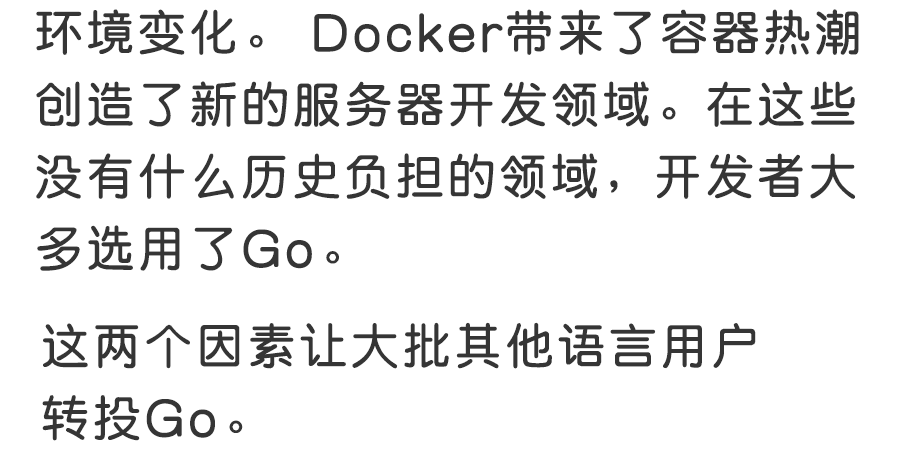 环境变化。 Docker带来了容器热潮
创造了新的服务器开发领域。在这些
没有什么历史负担的领域，开发者大
多选用了Go。
这两个因素让大批其他语言用户
转投Go。